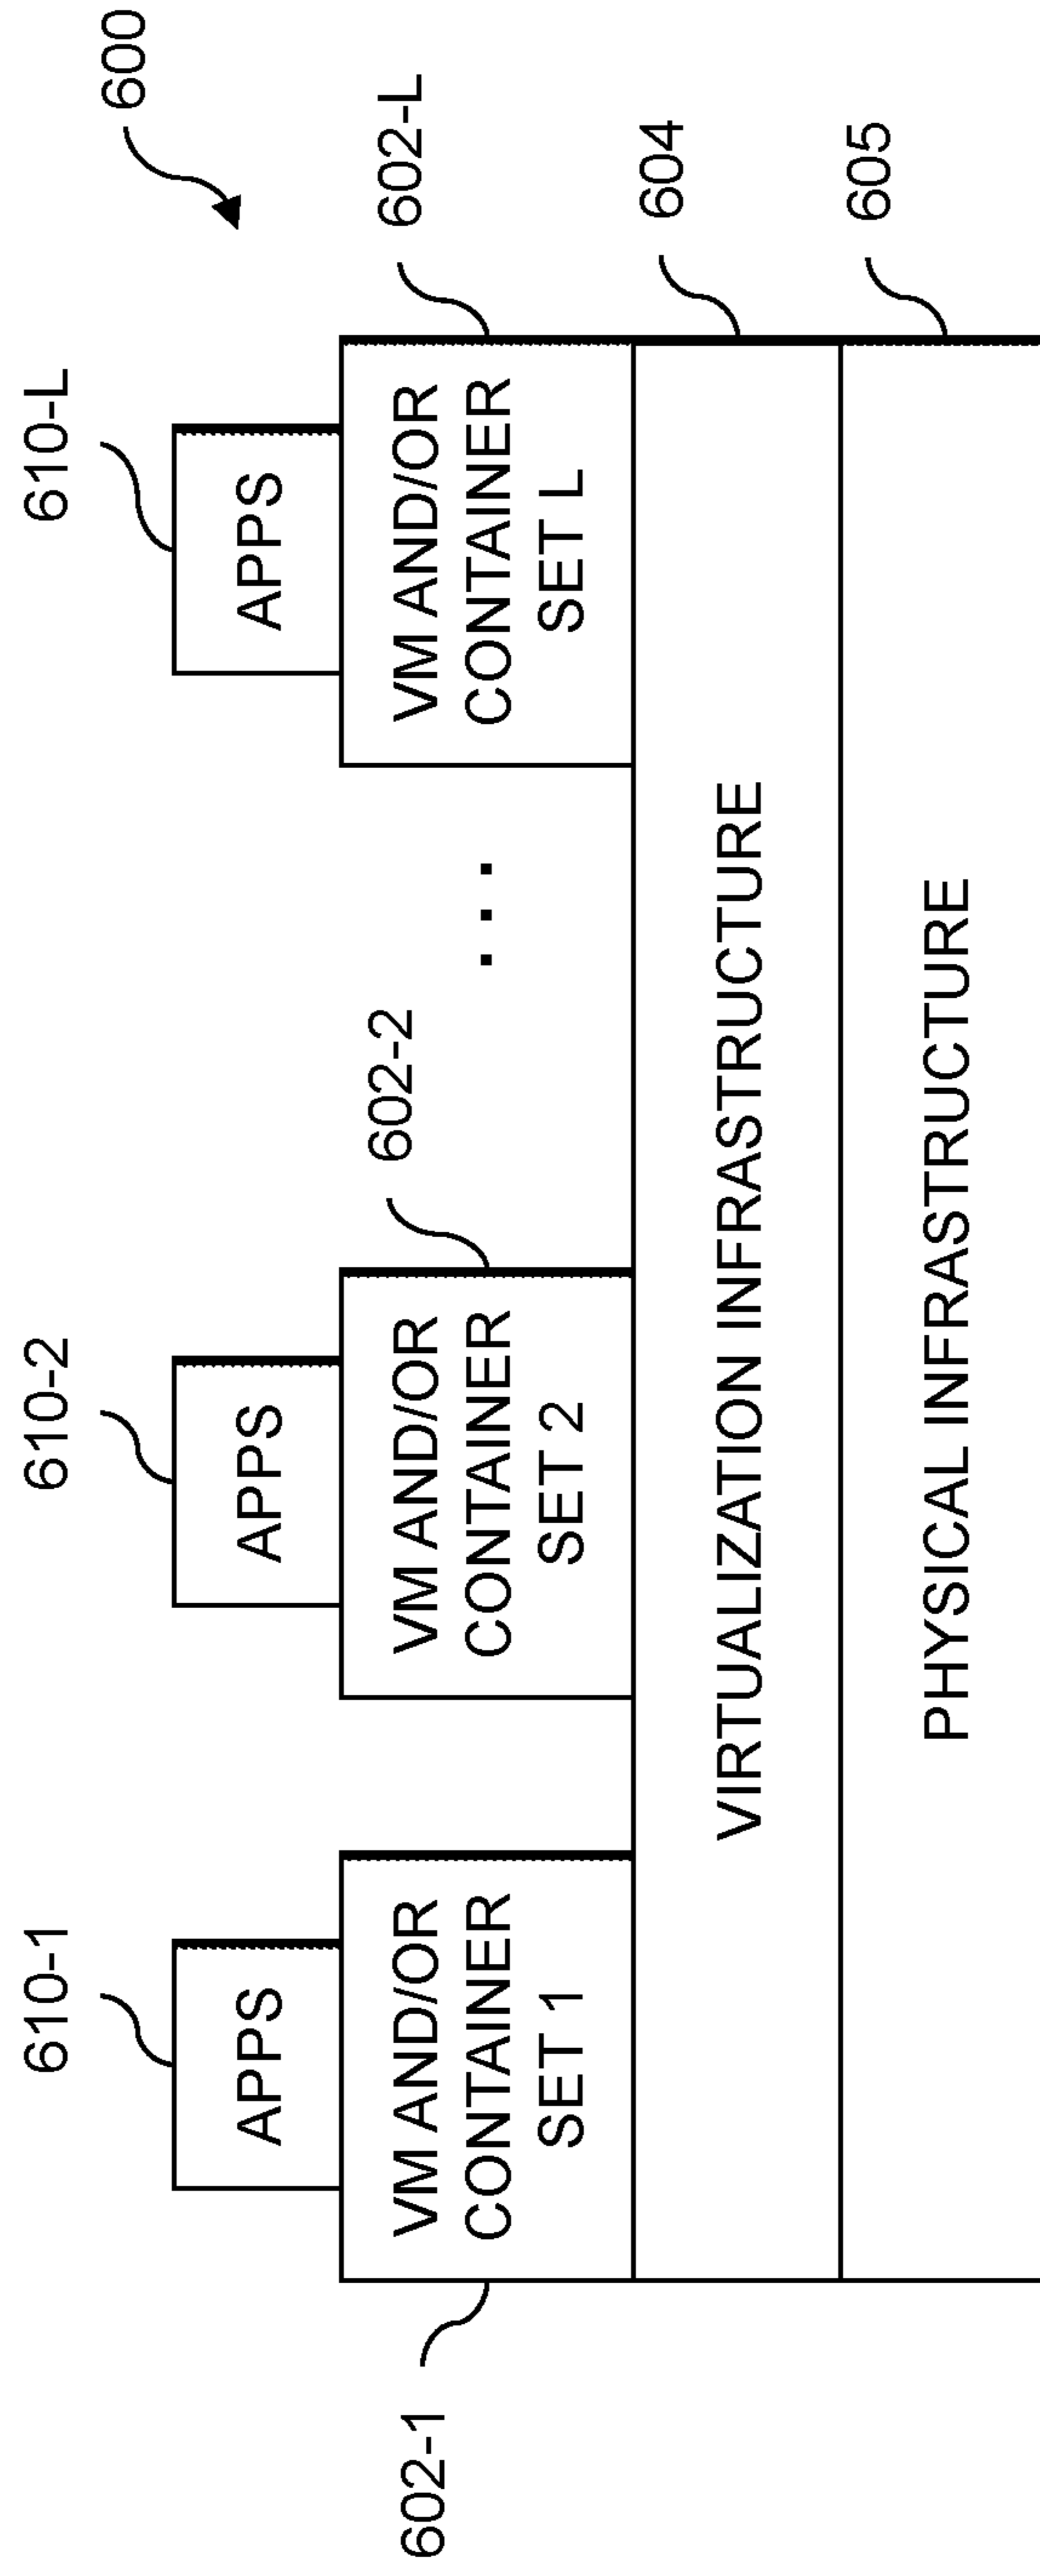 600
610-1
610-2
610-L
APPS
APPS
APPS
602-1
VM AND/OR
CONTAINER
SET 1
VM AND/OR
CONTAINER
SET 2
602-2
...
VM AND/OR
CONTAINER
SET L
602-L
VIRTUALIZATION INFRASTRUCTURE
604
PHYSICAL INFRASTRUCTURE
605